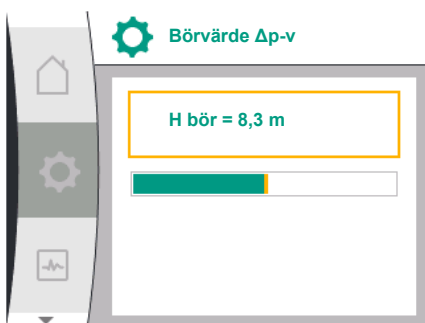 Börvärde Δp-v
H bör = 8,3 m